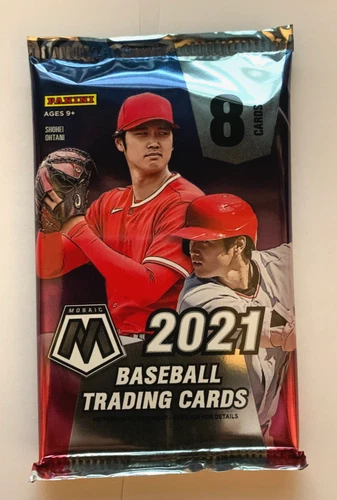 PANINI
AGES 9+
SHOHEI
OHTANI
8
CARDS
MOSAIC
M
2021
BASEBALL
TRADING CARDS
DETAILS